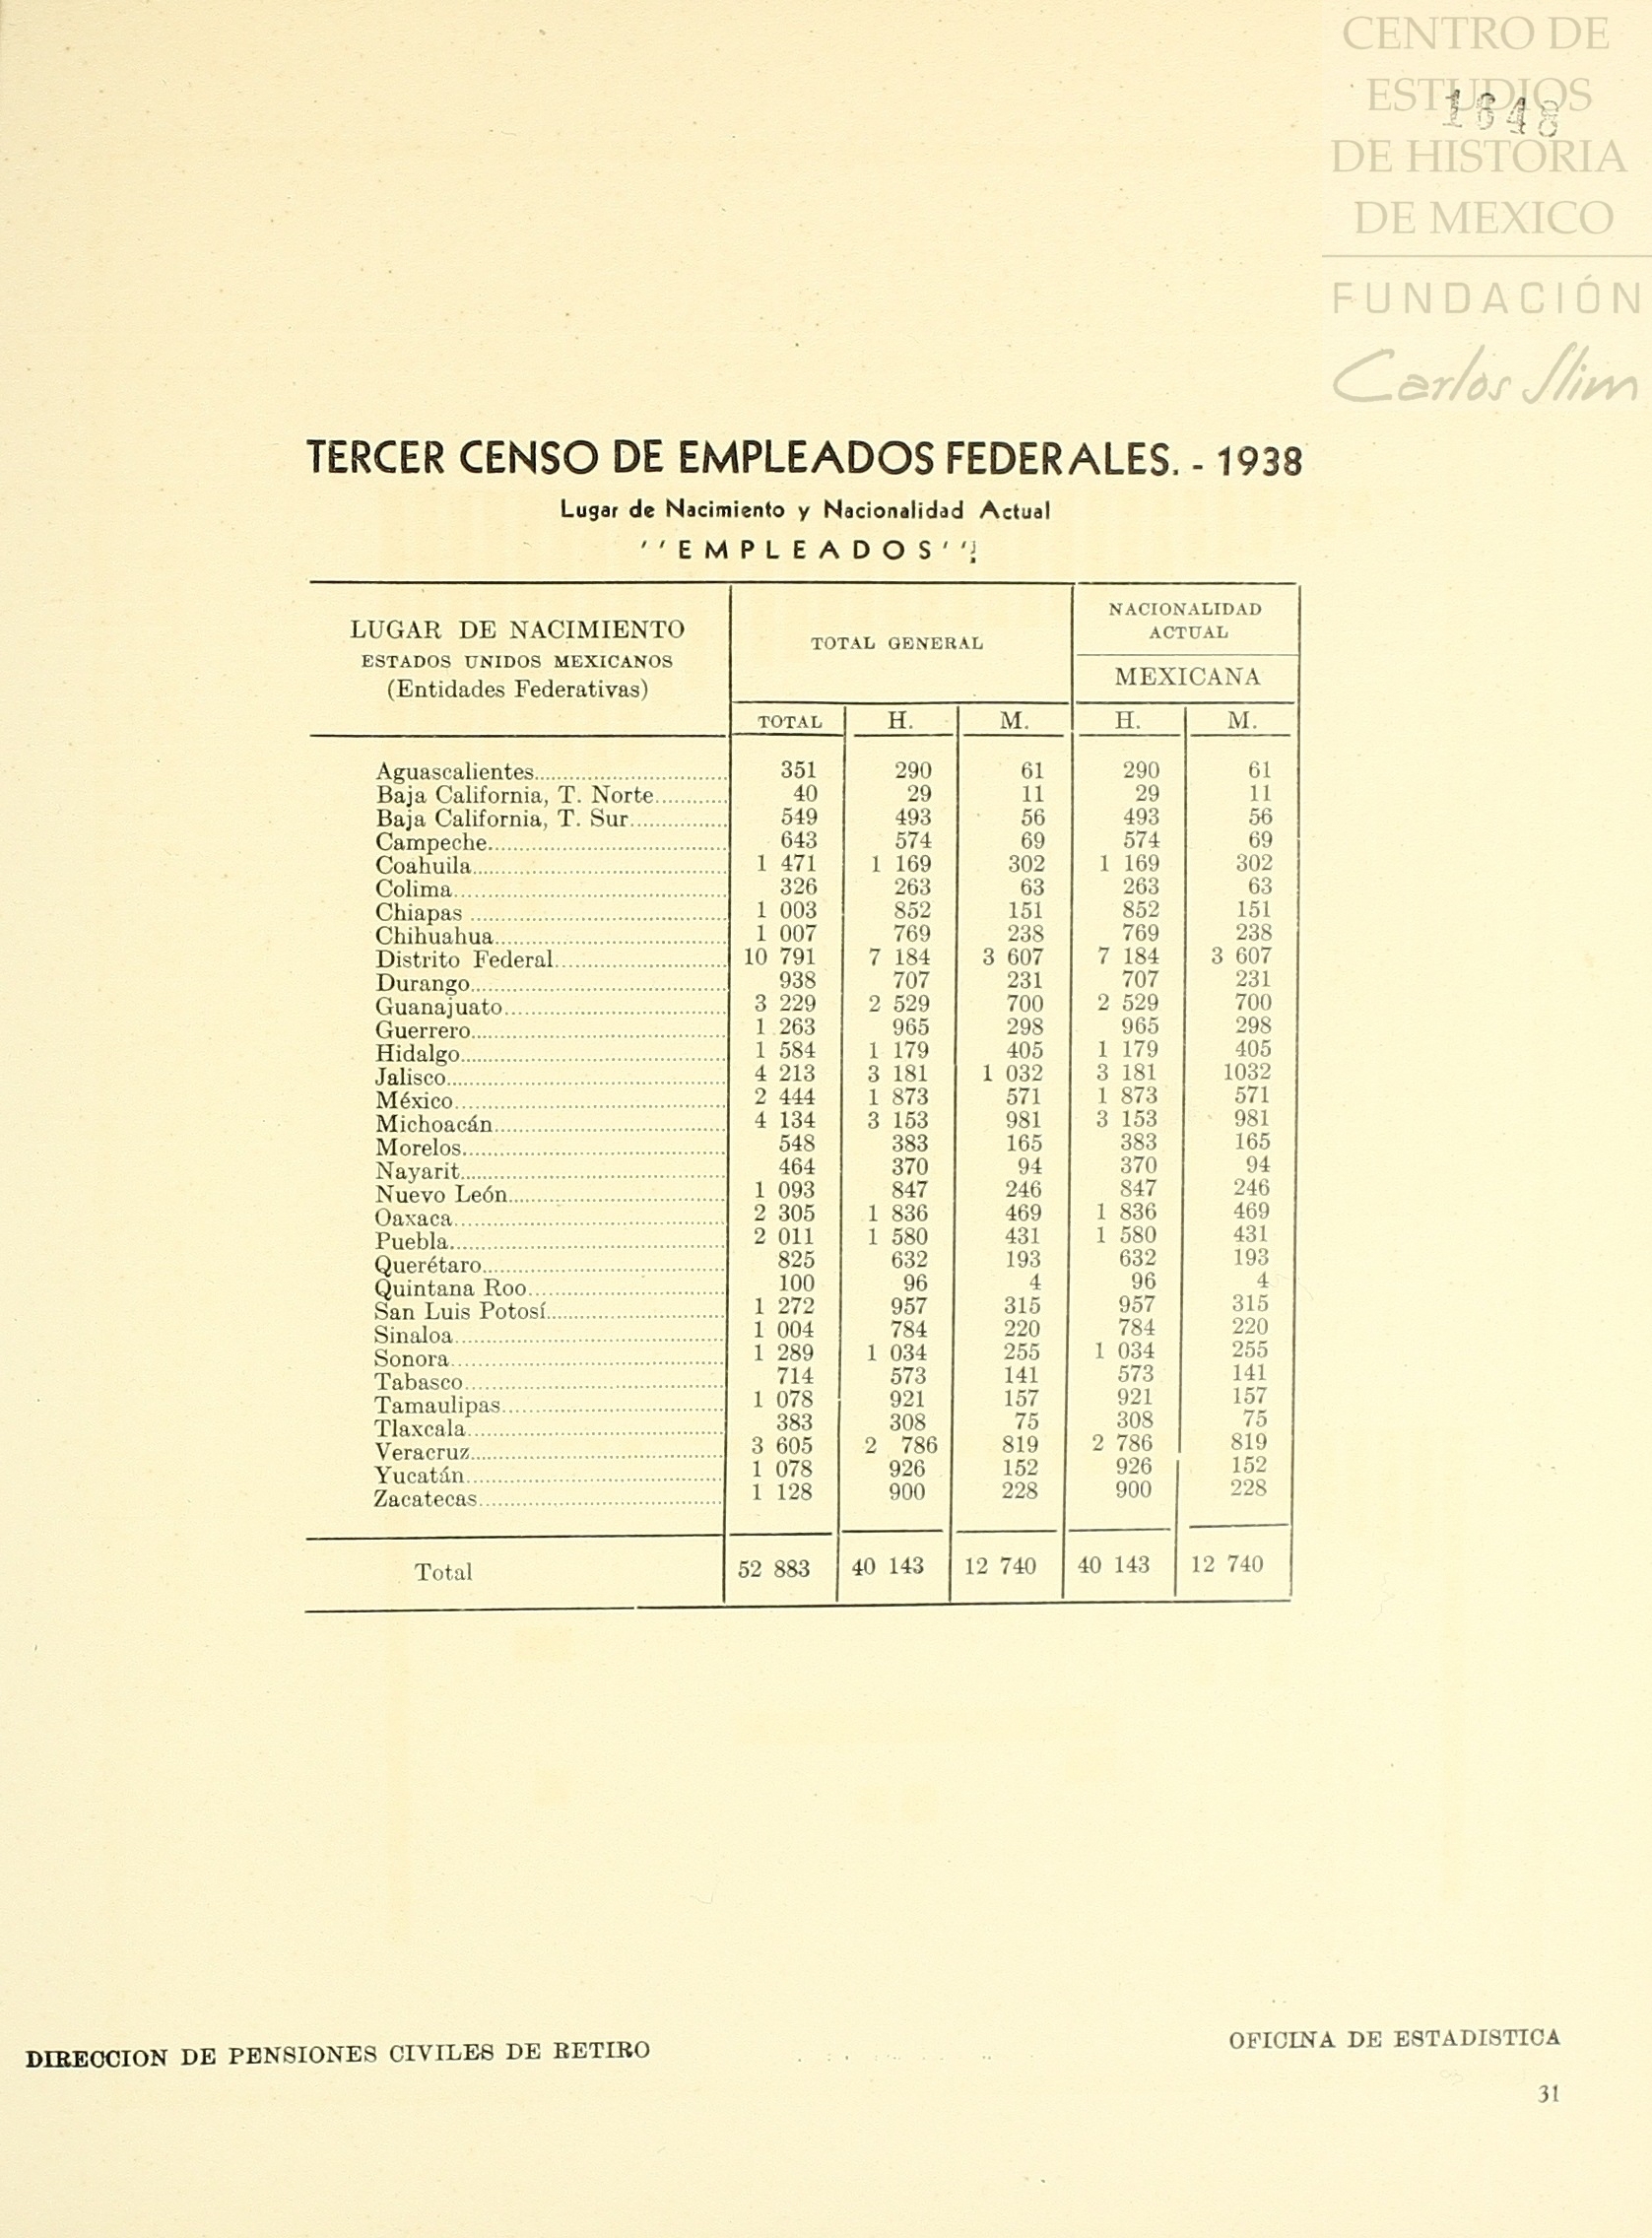 CENTRO DE
ESTUDIOS
1648
DE HISTORIA
DE MEXICO
FUNDACIÓN
Carlos Slim
TERCER CENSO DE EMPLEADOS FEDERALES. - 1938
Lugar de Nacimiento y Nacionalidad Actual
''EMPLEADOS''
LUGAR DE NACIMIENTO
ESTADOS UNIDOS MEXICANOS
(Entidades Federativas)
TOTAL GENERAL
NACIONALIDAD
ACTUAL
MEXICANA
TOTAL H. M. H. M.
Aguascalientes 351 290 61 290 61
Baja California, T. Norte 40 29 11 29 11
Baja California, T. Sur 549 493 56 493 56
Campeche 643 574 69 574 69
Coahuila 1 471 1 169 302 1 169 302
Colima 326 263 63 263 63
Chiapas 1 003 852 151 852 151
Chihuahua 1 007 769 238 769 238
Distrito Federal 10 791 7 184 3 607 7 184 3 607
Durango 938 707 231 707 231
Guanajuato 3 229 2 529 700 2 529 700
Guerrero 1 263 965 298 965 298
Hidalgo 1 584 1 179 405 1 179 405
Jalisco 4 213 3 181 1 032 3 181 1032
México 2 444 1 873 571 1 873 571
Michoacán 4 134 3 153 981 3 153 981
Morelos 548 383 165 383 165
Nayarit 464 370 94 370 94
Nuevo León 1 093 847 246 847 246
Oaxaca 2 305 1 836 469 1 836 469
Puebla 2 011 1 580 431 1 580 431
Querétaro 825 632 193 632 193
Quintana Roo 100 96 4 96 4
San Luis Potosí 1 272 957 315 957 315
Sinaloa 1 004 784 220 784 220
Sonora 1 289 1 034 255 1 034 255
Tabasco 714 573 141 573 141
Tamaulipas 1 078 921 157 921 157
Tlaxcala 383 308 75 308 75
Veracruz 3 605 2 786 819 2 786 819
Yucatán 1 078 926 152 926 152
Zacatecas 1 128 900 228 900 228
Total 52 883 40 143 12 740 40 143 12 740
DIRECCION DE PENSIONES CIVILES DE RETIRO
OFICINA DE ESTADISTICA
31